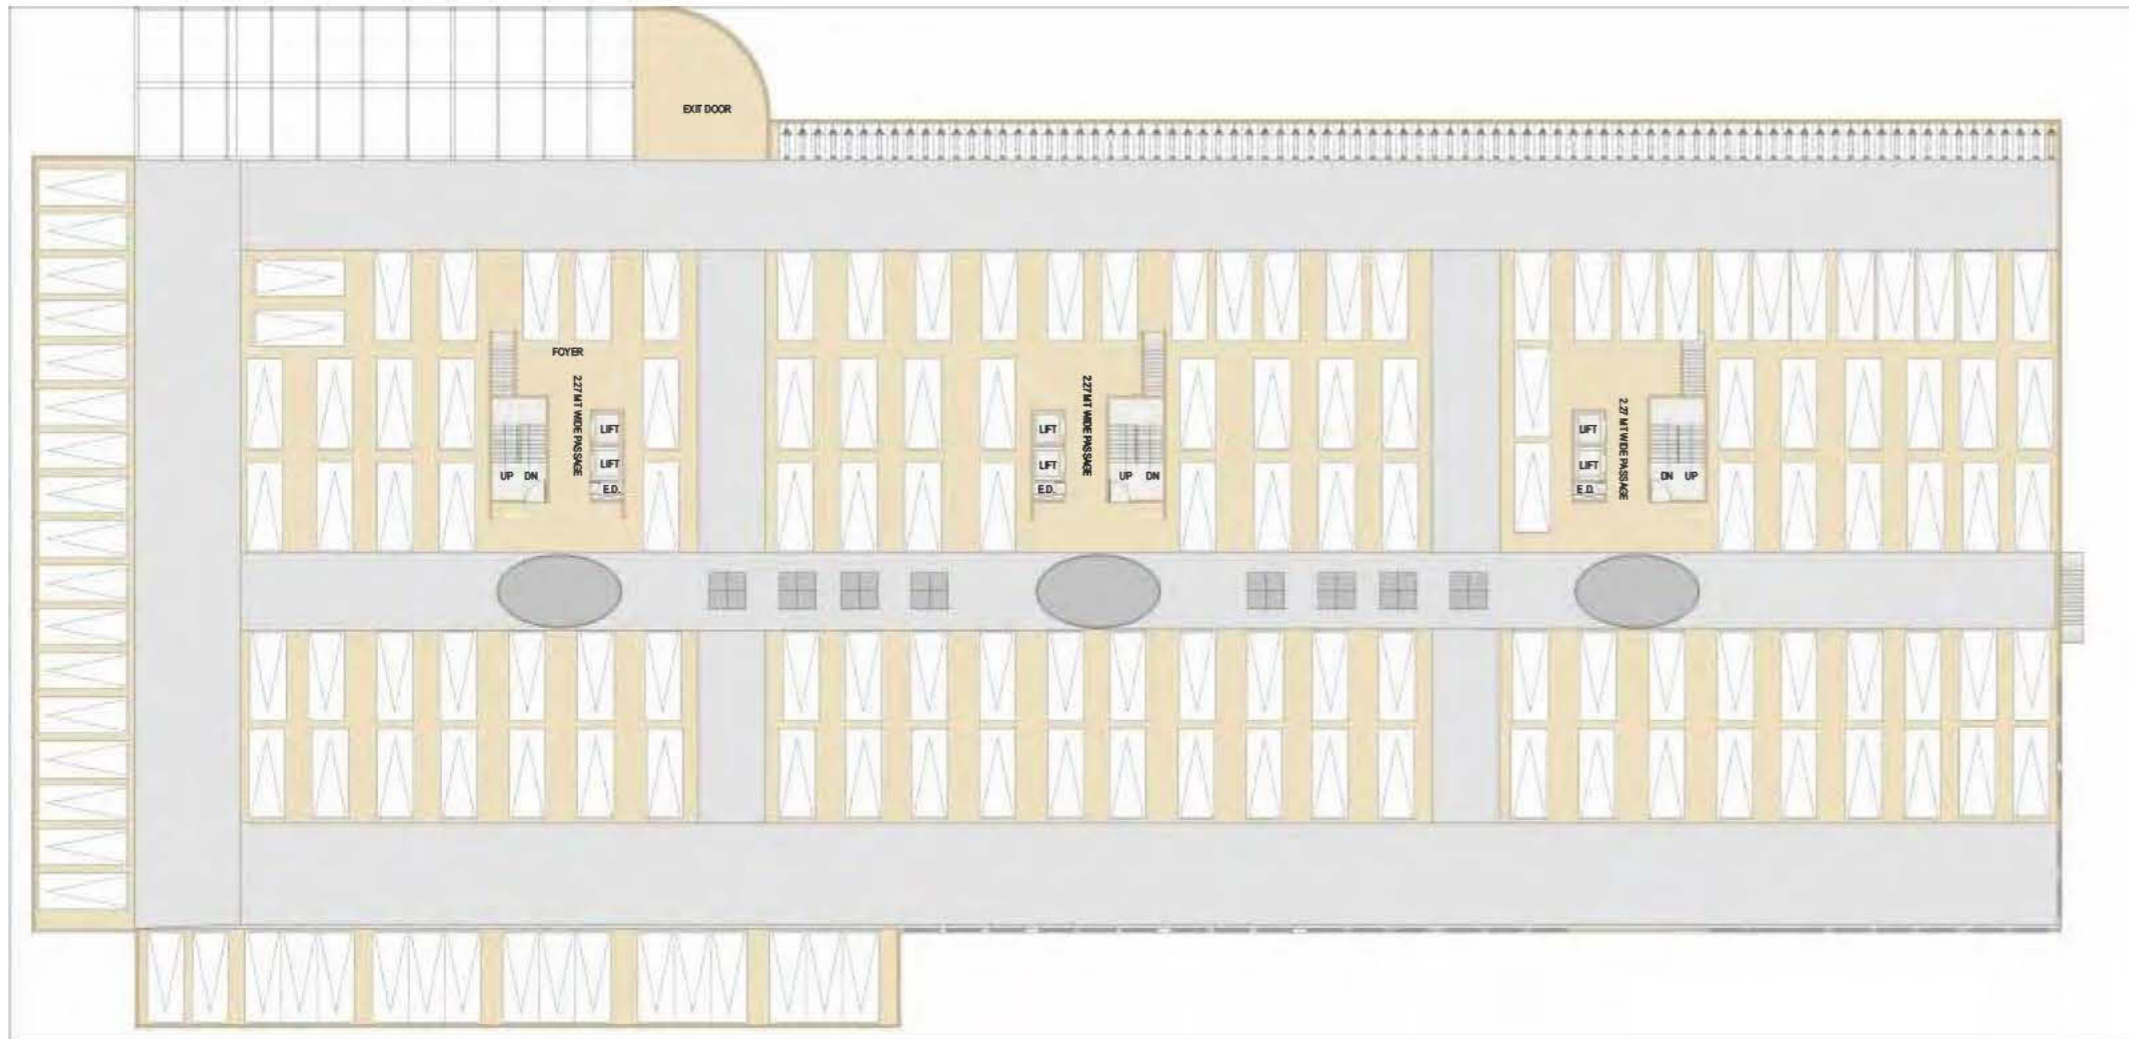 EXIT DOOR
FOYER
2.27 MT WIDE PASSAGE
LIFT
LIFT
E.D.
UP DN
2.27 MT WIDE PASSAGE
LIFT
LIFT
E.D.
UP DN
2.27 MT WIDE PASSAGE
LIFT
LIFT
E.D.
DN UP